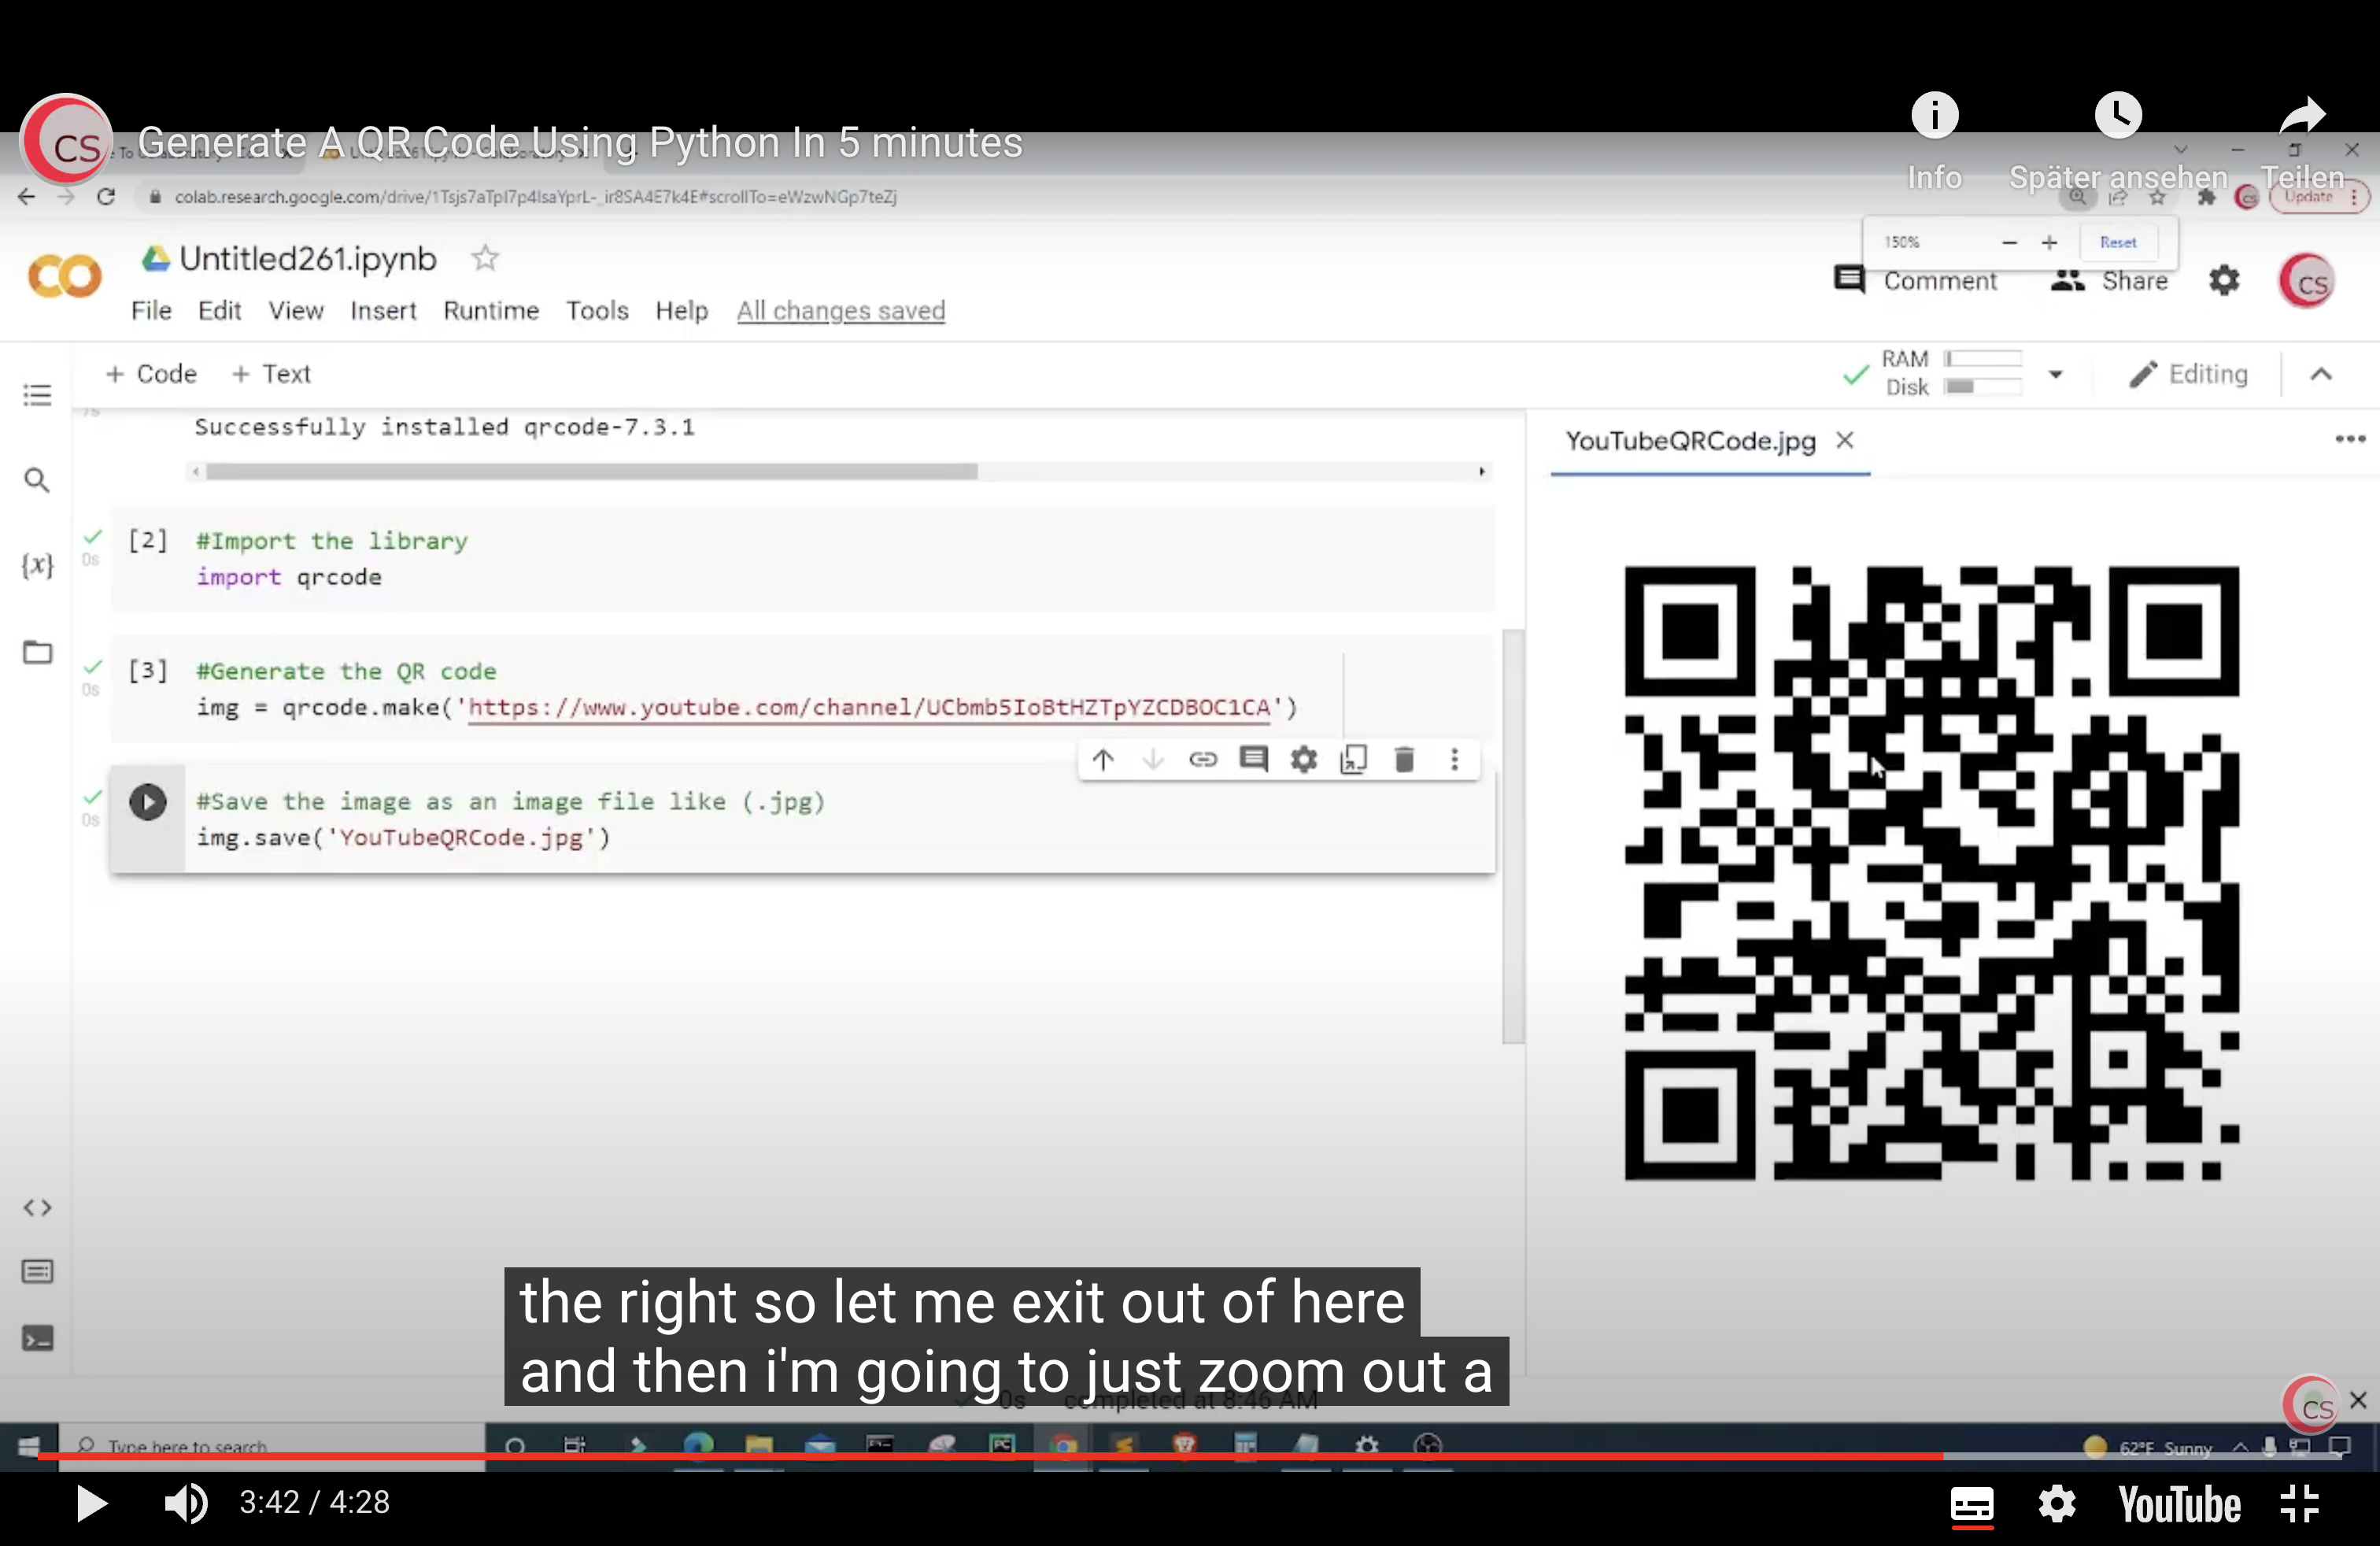 CS
Generate A QR Code Using Python In 5 minutes
Info
Später ansehen
Teilen
colab.research.google.com/drive/1Tsjs7aTpI7p4IsaYprL-_ir8SA4E7k4E#scrollTo=eWzwNGp7teZj
Update
150%
Reset
CO
Untitled261.ipynb
Comment
Share
CS
File Edit View Insert Runtime Tools Help All changes saved
+ Code + Text
RAM
Disk
Editing
Successfully installed qrcode-7.3.1
YouTubeQRCode.jpg
[2] #Import the library
0s
import qrcode
{x}
[3] #Generate the QR code
0s
img = qrcode.make('https://www.youtube.com/channel/UCbmb5IoBtHZTpYZCDBOC1CA')
#Save the image as an image file like (.jpg)
0s
img.save('YouTubeQRCode.jpg')
the right so let me exit out of here
and then i'm going to just zoom out a
0s completed at 8:46 AM
CS
Type here to search
62°F Sunny
3:42 / 4:28
YouTube